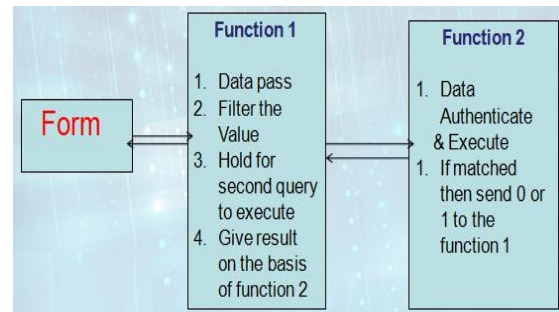 Form
Function 1
1. Data pass
2. Filter the
Value
3. Hold for
second query
to execute
4. Give result
on the basis
of function 2
Function 2
1. Data
Authenticate
& Execute
1. If matched
then send 0 or
1 to the
function 1